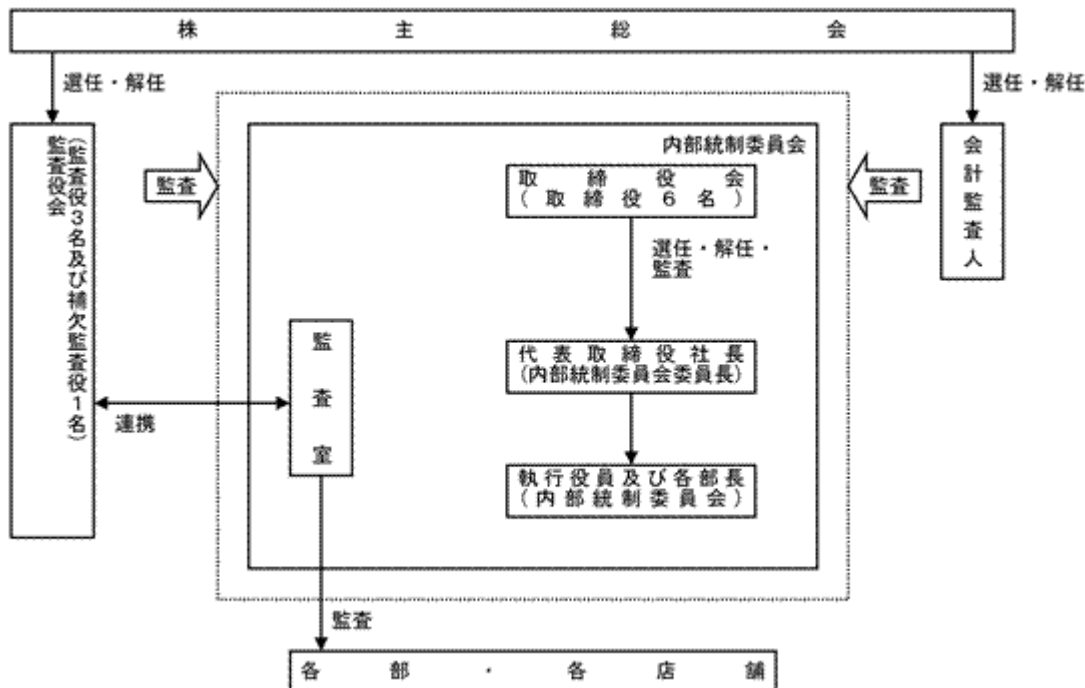 株主総会
選任・解任
選任・解任
監査役会
(監査役3名及び補欠監査役1名)
監査
内部統制委員会
取締役会
(取締役6名)
監査
会計監査人
選任・解任・
監査
監査室
代表取締役社長
(内部統制委員会委員長)
連携
執行役員及び各部長
(内部統制委員会)
監査
各部・各店舗